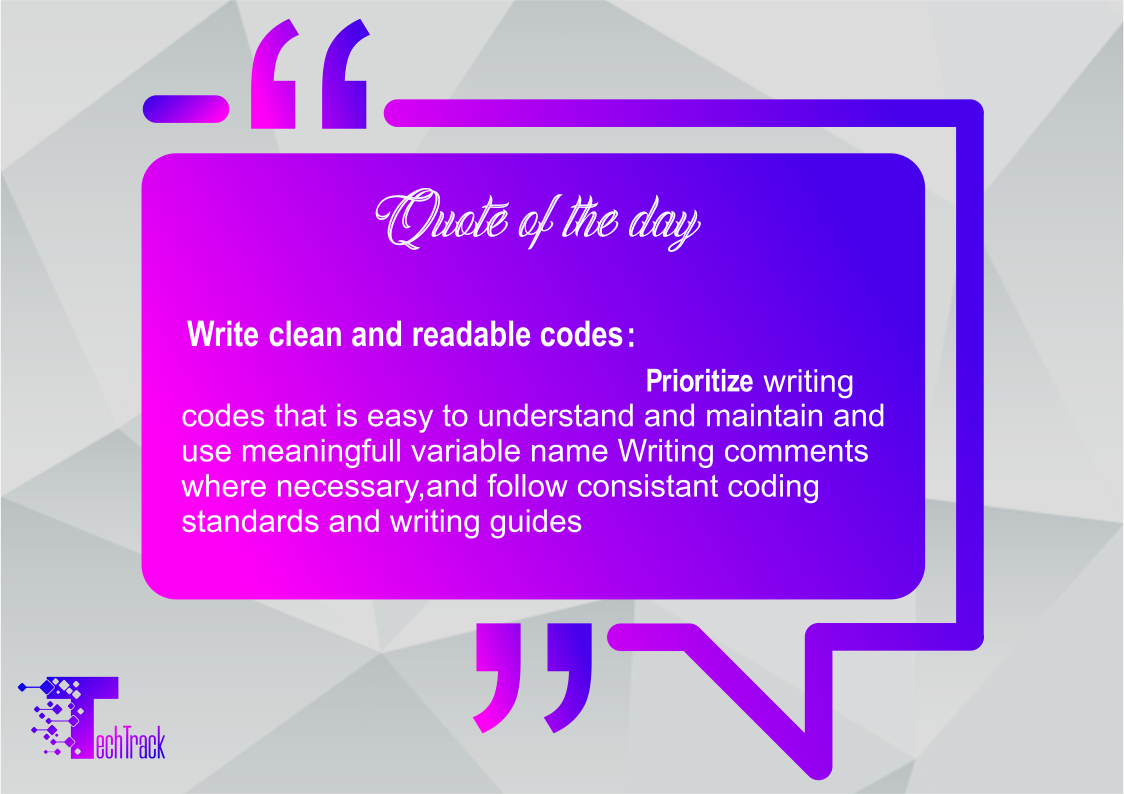 Quote of the day
Write clean and readable codes:
Prioritize writing
codes that is easy to understand and maintain and
use meaningfull variable name Writing comments
where necessary,and follow consistant coding
standards and writing guides
TechTrack